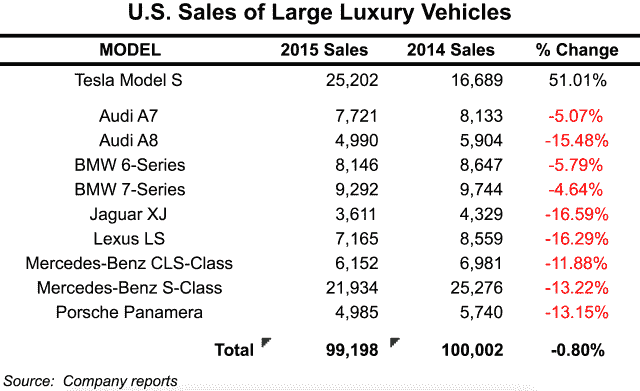 U.S. Sales of Large Luxury Vehicles
MODEL 2015 Sales 2014 Sales % Change
Tesla Model S 25,202 16,689 51.01%
Audi A7 7,721 8,133 -5.07%
Audi A8 4,990 5,904 -15.48%
BMW 6-Series 8,146 8,647 -5.79%
BMW 7-Series 9,292 9,744 -4.64%
Jaguar XJ 3,611 4,329 -16.59%
Lexus LS 7,165 8,559 -16.29%
Mercedes-Benz CLS-Class 6,152 6,981 -11.88%
Mercedes-Benz S-Class 21,934 25,276 -13.22%
Porsche Panamera 4,985 5,740 -13.15%
Total 99,198 100,002 -0.80%
Source: Company reports